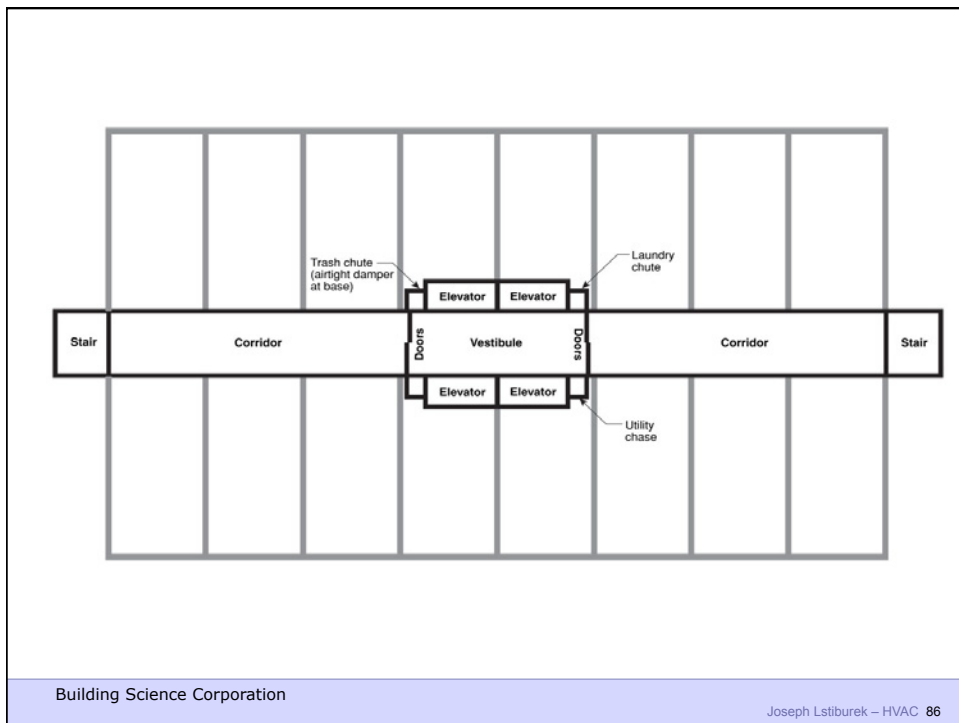 Trash chute
(airtight damper
at base)
Laundry
chute
Elevator
Elevator
Stair
Corridor
Doors
Vestibule
Doors
Corridor
Stair
Elevator
Elevator
Utility
chase
Building Science Corporation
Joseph Lstiburek – HVAC 86